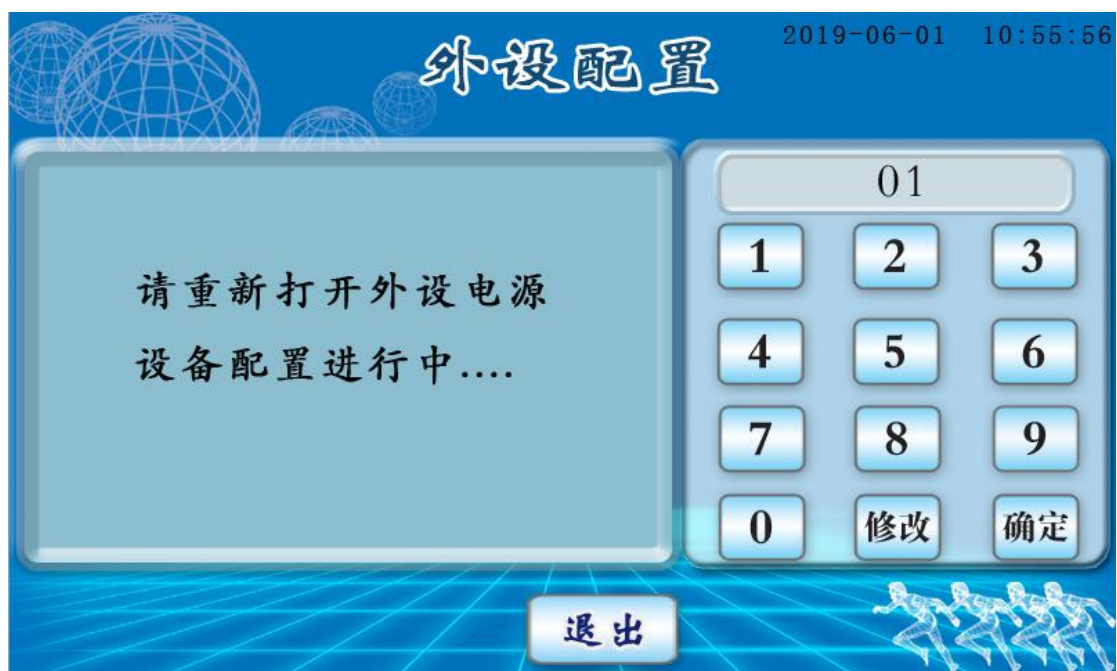 外设配置
2019-06-01 10:55:56
请重新打开外设电源
设备配置进行中....
01
1 2 3
4 5 6
7 8 9
0 修改 确定
退出